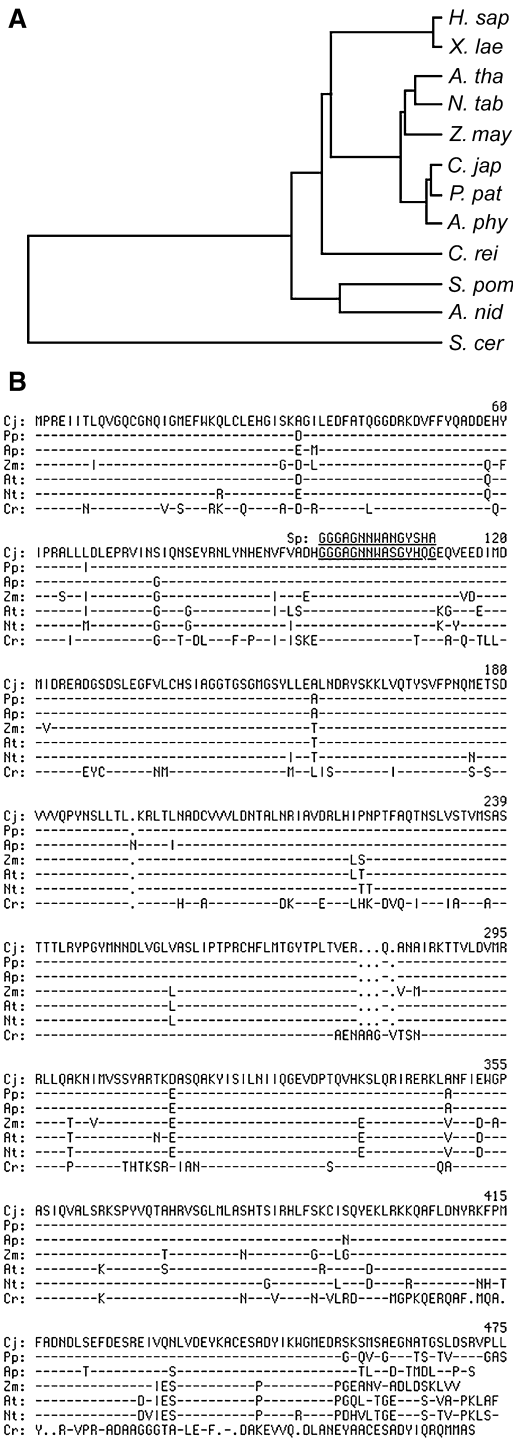 A
H. sap
X. lae
A. tha
N. tab
Z. may
C. jap
P. pat
A. phy
C. rei
S. pom
A. nid
S. cer
B
60
Cj: MPREIITLQVGQCGNQIGMEFWKQLCLEHGISKAGILEDFATQGGDRKDVFFYQADDEHY
Pp: ---------------------------------D--------------------------
Ap: ---------------------------------E-M------------------------
Zm: -------I-----------------------G-D-L---------------------Q-F
At: ---------------------------------D-----------------------Q--
Nt: -----------------------R---------E-----------------------Q--
Cr: ------N---------V-S---RK--Q----A-D-R------L---------------Q-
Sp: GGGAGNNWANGYSHA
120
Cj: IPRALLLDLEPRVINSIQNSEYRNLYNHENVFVADHGGGAGNNWASGYHQGEQVEEDIMD
Pp: ------I-----------------------------------------------------
Ap: ---------------G--------------------------------------------
Zm: ---S--I--------G--------------I---E-------------------VD----
At: ------I--------G---G----------I-LS-----------------KG---E---
Nt: ------M--------G---G------------I------------------K-Y------
Cr: ----I----------G--T-DL---F-P--I-ISKE------------T---A-Q-TLL-
180
Cj: MIDREADGSDSLEGFVLCHSIAGGTGSGMGSYLLEALNDRYSKKLVQTYSVFPNQMETSD
Pp: -----------------------------------A------------------------
Ap: -----------------------------------A------------------------
Zm: -V---------------------------------T------------------------
At: -----------------------------------T------------------------
Nt: --------------------------------I--T-------------------N----
Cr: ------EYC------NM---------------M--LIS-------I---------S-S--
239
Cj: VVVQPYNSLLTL.KRLTLNADCVVVLDNTALNRIAVDRLHIPNPTFAQTNSLVSTVMSAS
Pp: ------------.-----------------------------------------------
Ap: ------------N----I------------------------------------------
Zm: ------------.---------------------------LS------------------
At: ------------.---------------------------LT------------------
Nt: ------------.----------------------------TT-----------------
Cr: ------------.-----H--A---------DK---E---LHK-DVQ-I---IA---A--
295
Cj: TTTLRYPGYMNNDLVGLVASLIPTPRCHFLMTGYTPLTVER...Q.ANAIRKTTVLDVMR
Pp: -----------------------------------------...-.--------------
Ap: -----------------------------------------...-.--------------
Zm: -----------------L-----------------------...-.V-M-----------
At: -----------------L-----------------------...-.--------------
Nt: -----------------L-----------------------...-.--------------
Cr: --------------------------------------AENAAG-VTSN-----------
355
Cj: RLLQAKNIMVSSYARTKDASQAKYISILNIIQGEVDPTQVHKSLQRIRERKLANFIEWGP
Pp: -----------------E----------------------------------A-------
Ap: -----------------E----------------------------------A-------
Zm: ----T--V---------E-----------------------E----------V---D-A-
At: ----T----------N-E-----------------------E----------V---D---
Nt: ----T------------E-----------------------E----------V---D---
Cr: ----P------THTKSR-IAN----------------S-------------QA-------
415
Cj: ASIQVALSRKSPYVQTAHRVSGLMLASHTSIRHLFSKCISQYEKLRKKQAFLDNYRKFPM
Pp: ------------------------------------------------------------
Ap: ---------------------------------------N--------------------
Zm: ----------------T---------N--------G--LG--------------------
At: --------K-------S-------------------R-----D-----------------
Nt: -----------------------------G--------L---D----R--------NH-T
Cr: --------K-----------------N---V----N-VLRD----MGPKQERQAF.MQA.
475
Cj: FADNDLSEFDESREIVQNLVDEYKACESADYIKWGMEDRSKSMSAEGNATGSLDSRVPLL
Pp: ---------------------------------------G-QV-G---TS-TV----GAS
Ap: ------T----------S-----------------------TL--D-TMDL--P-S
Zm: ---------------IES----------P---------PGEANV-ADLDSKLVV
At: -------------D-IES----------P---------PGQL-TGE---S-VA-PKLAF
Nt: -------------DVIES----------P----R----PDHVLTGE---S-TV-PKLAF
Cr: Y..R-VPR-ADAAGGGTA-LE-F.-.DAKEVVQ.DLANEYAACESADYIQRQMMAS